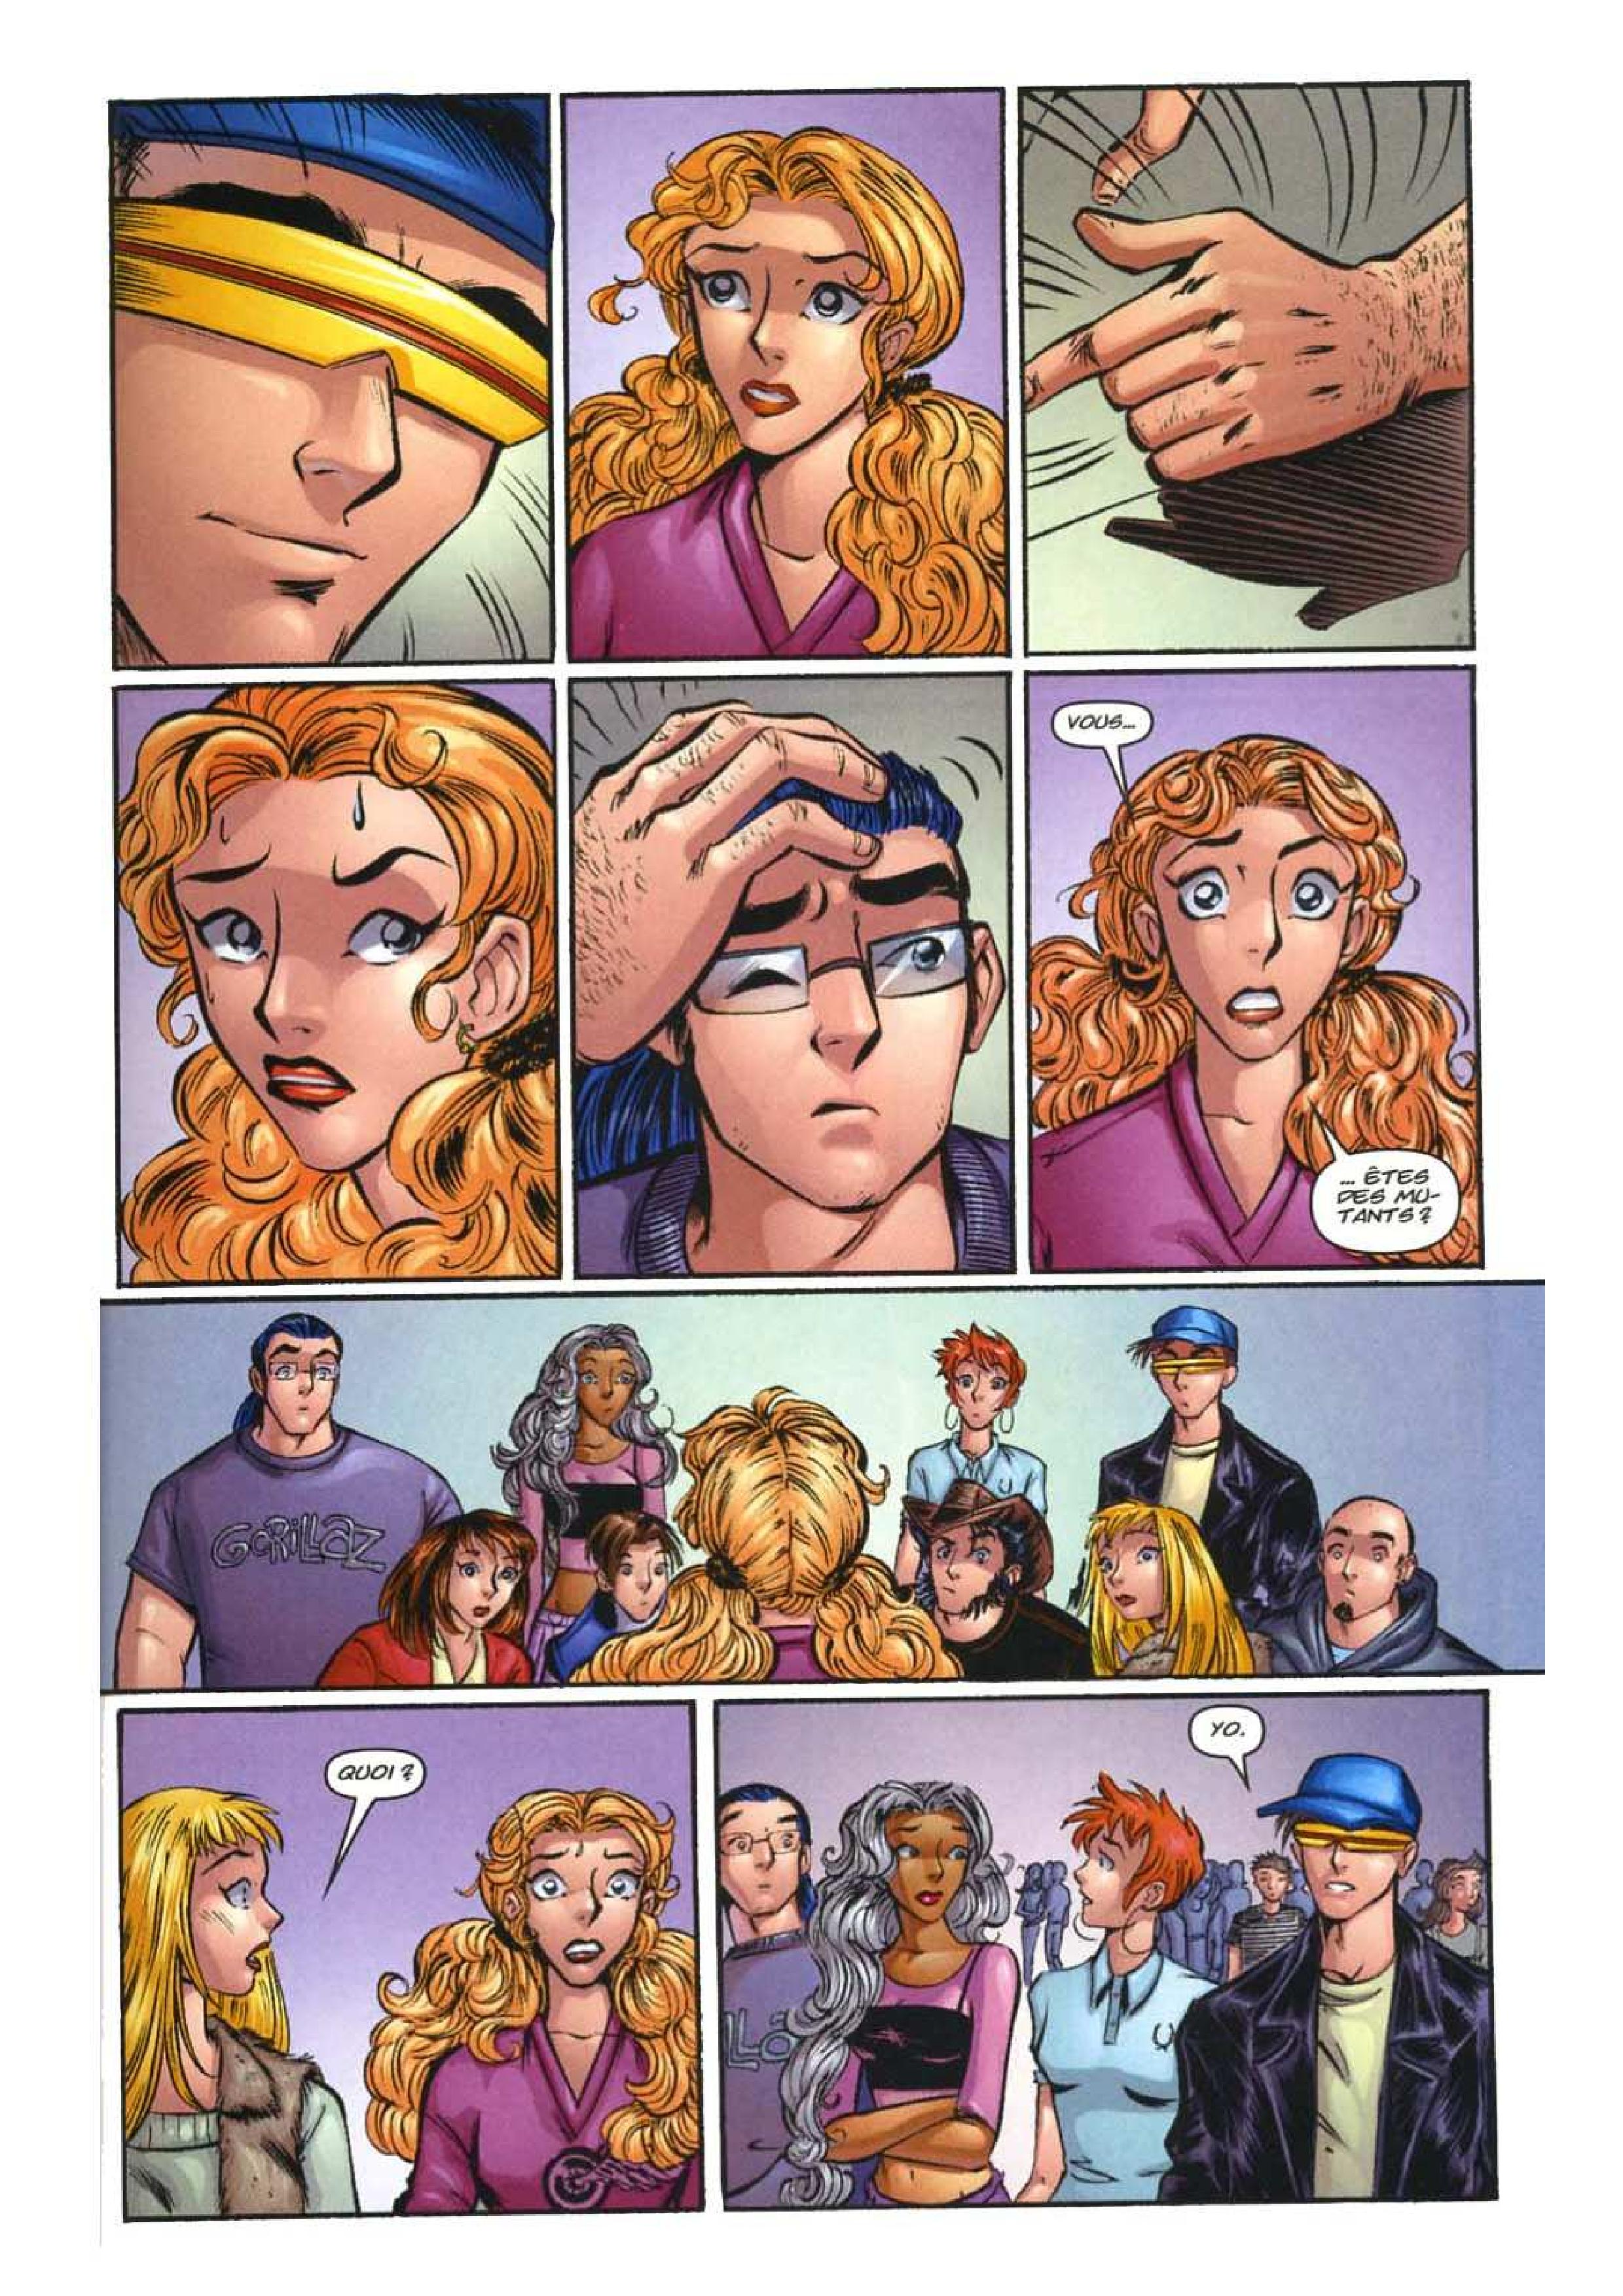 VOUS...
... ÊTES
DES MU-
TANTS ?
GORILLAZ
QUOI ?
YO.